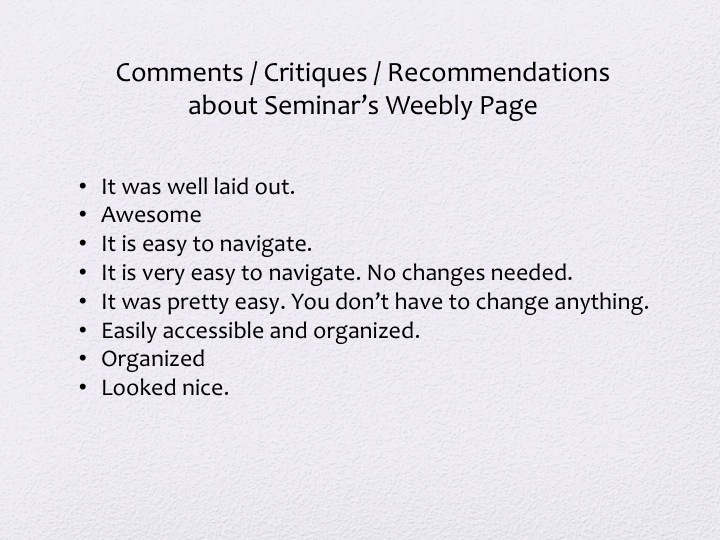 Comments / Critiques / Recommendations
about Seminar’s Weebly Page
• It was well laid out.
• Awesome
• It is easy to navigate.
• It is very easy to navigate. No changes needed.
• It was pretty easy. You don’t have to change anything.
• Easily accessible and organized.
• Organized
• Looked nice.